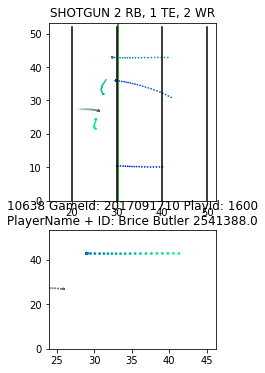 SHOTGUN 2 RB, 1 TE, 2 WR
50
40
30
20
10
0
20 30 40 50
10638 GameId: 2017091710 PlayId: 1600
PlayerName + ID: Brice Butler 2541388.0
40
20
0
25 30 35 40 45